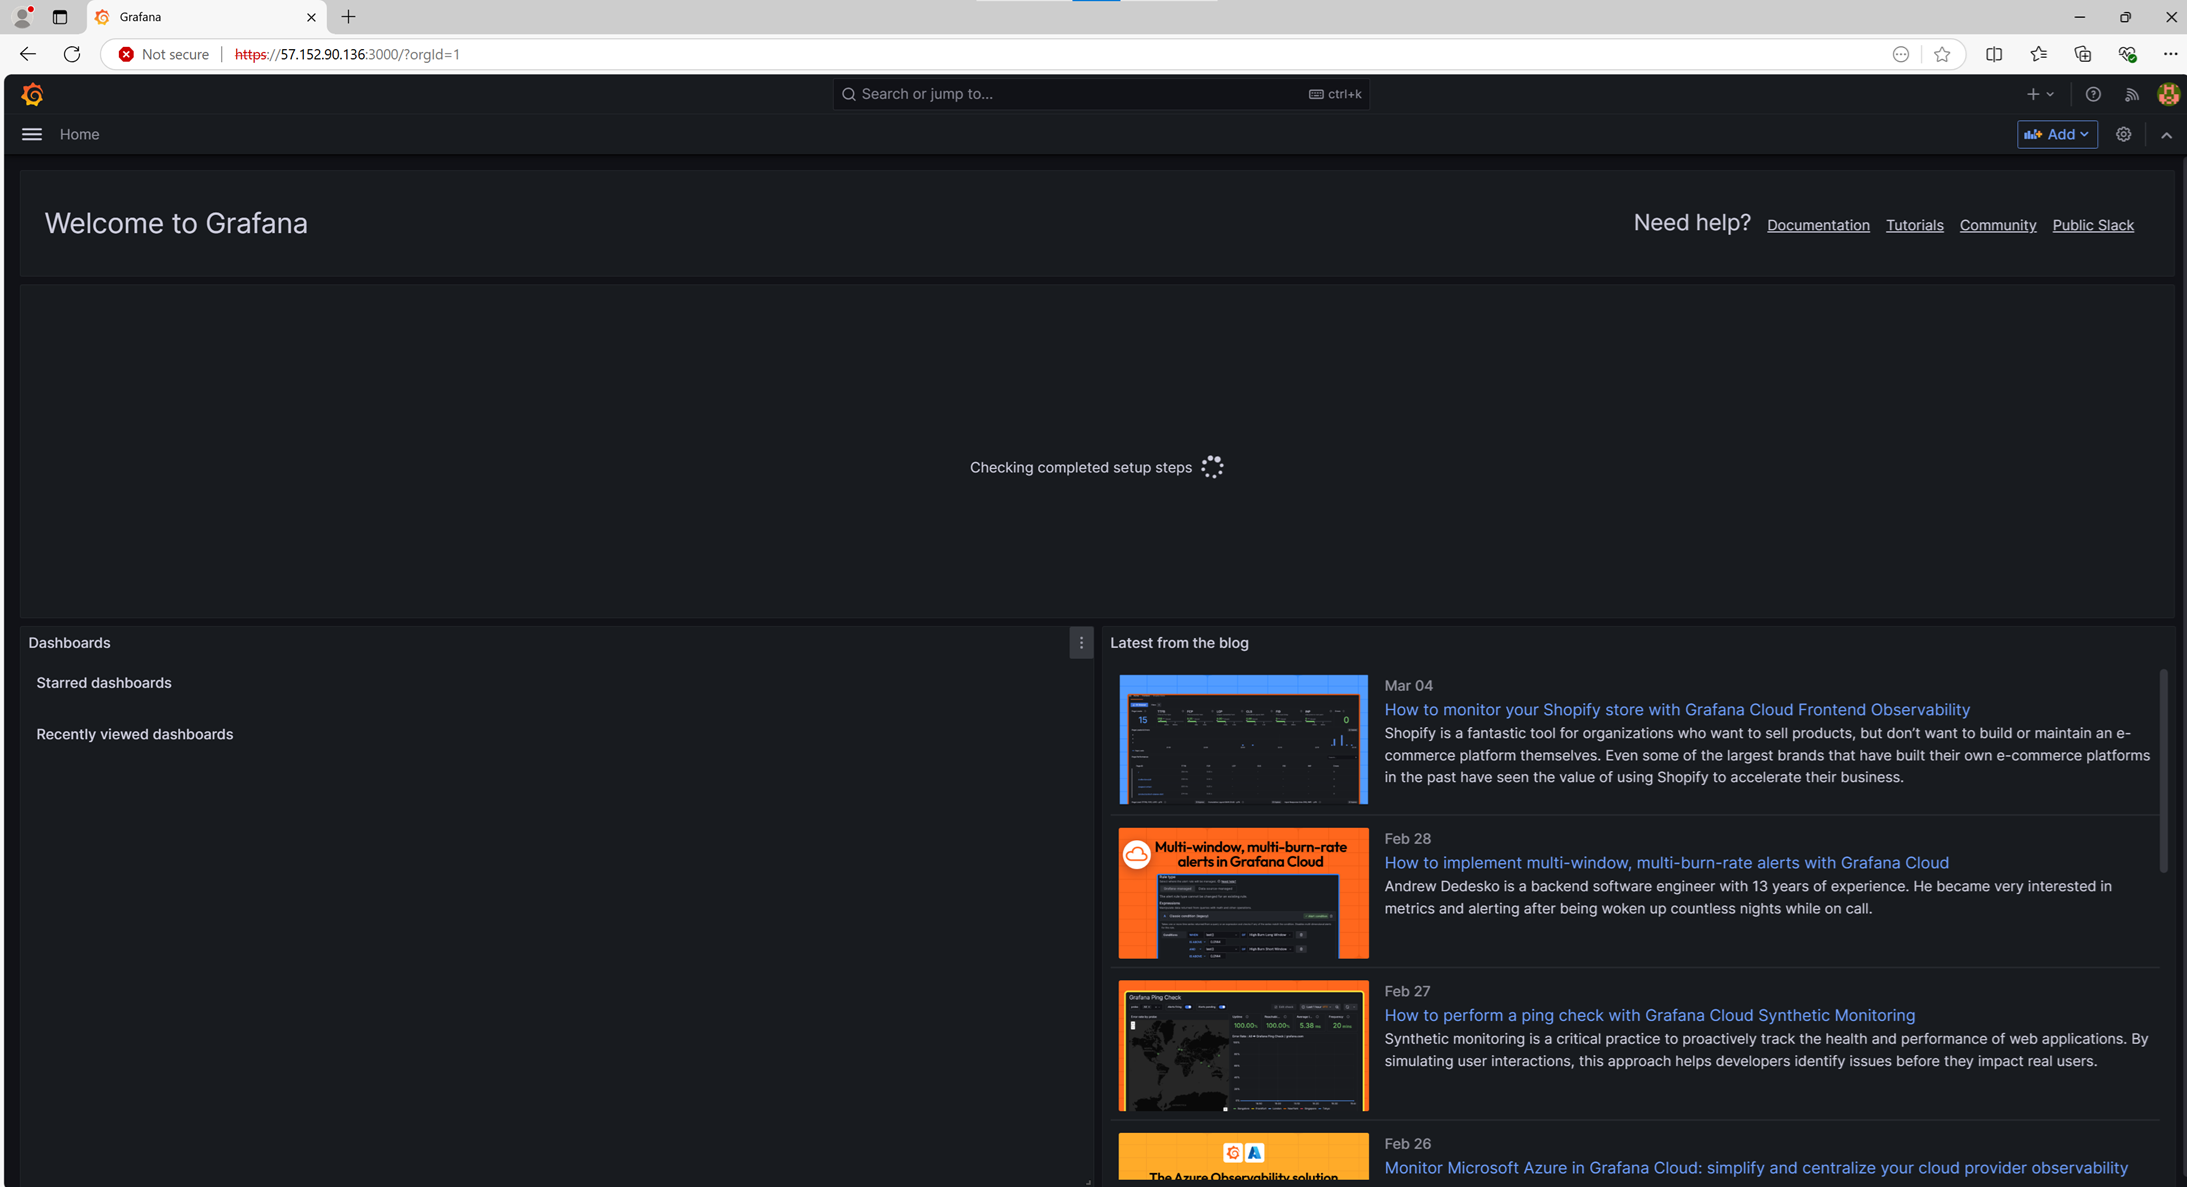 Grafana
Not secure
https://57.152.90.136:3000/?orgId=1
Search or jump to...
ctrl+k
Home
Add
Welcome to Grafana
Need help?
Documentation
Tutorials
Community
Public Slack
Checking completed setup steps
Dashboards
Starred dashboards
Recently viewed dashboards
Latest from the blog
Mar 04
How to monitor your Shopify store with Grafana Cloud Frontend Observability
Shopify is a fantastic tool for organizations who want to sell products, but don’t want to build or maintain an e-
commerce platform themselves. Even some of the largest brands that have built their own e-commerce platforms
in the past have seen the value of using Shopify to accelerate their business.
15
0
Multi-window, multi-burn-rate
alerts in Grafana Cloud
Feb 28
How to implement multi-window, multi-burn-rate alerts with Grafana Cloud
Andrew Dedesko is a backend software engineer with 13 years of experience. He became very interested in
metrics and alerting after being woken up countless nights while on call.
Grafana Ping Check
100.00%
100.00%
5.38 ms
20
Feb 27
How to perform a ping check with Grafana Cloud Synthetic Monitoring
Synthetic monitoring is a critical practice to proactively track the health and performance of web applications. By
simulating user interactions, this approach helps developers identify issues before they impact real users.
The Azure Observability solution
Feb 26
Monitor Microsoft Azure in Grafana Cloud: simplify and centralize your cloud provider observability